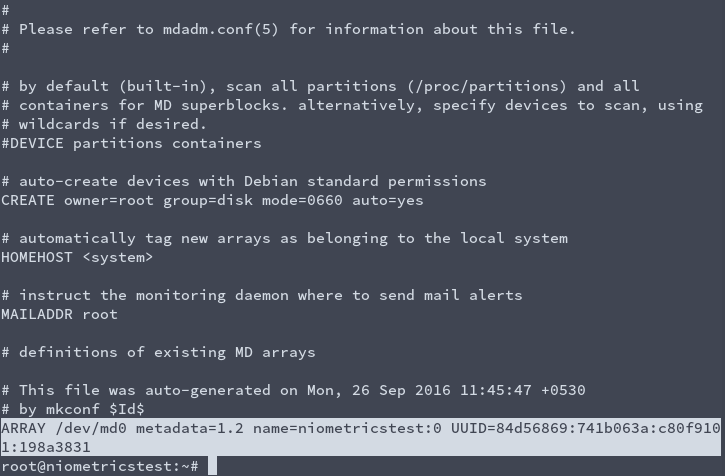 #
# Please refer to mdadm.conf(5) for information about this file.
#
# by default (built-in), scan all partitions (/proc/partitions) and all
# containers for MD superblocks. alternatively, specify devices to scan, using
# wildcards if desired.
#DEVICE partitions containers
# auto-create devices with Debian standard permissions
CREATE owner=root group=disk mode=0660 auto=yes
# automatically tag new arrays as belonging to the local system
HOMEHOST <system>
# instruct the monitoring daemon where to send mail alerts
MAILADDR root
# definitions of existing MD arrays
# This file was auto-generated on Mon, 26 Sep 2016 11:45:47 +0530
# by mkconf $Id$
ARRAY /dev/md0 metadata=1.2 name=niometricstest:0 UUID=84d56869:741b063a:c80f910
1:198a3831
root@niometricstest:~#